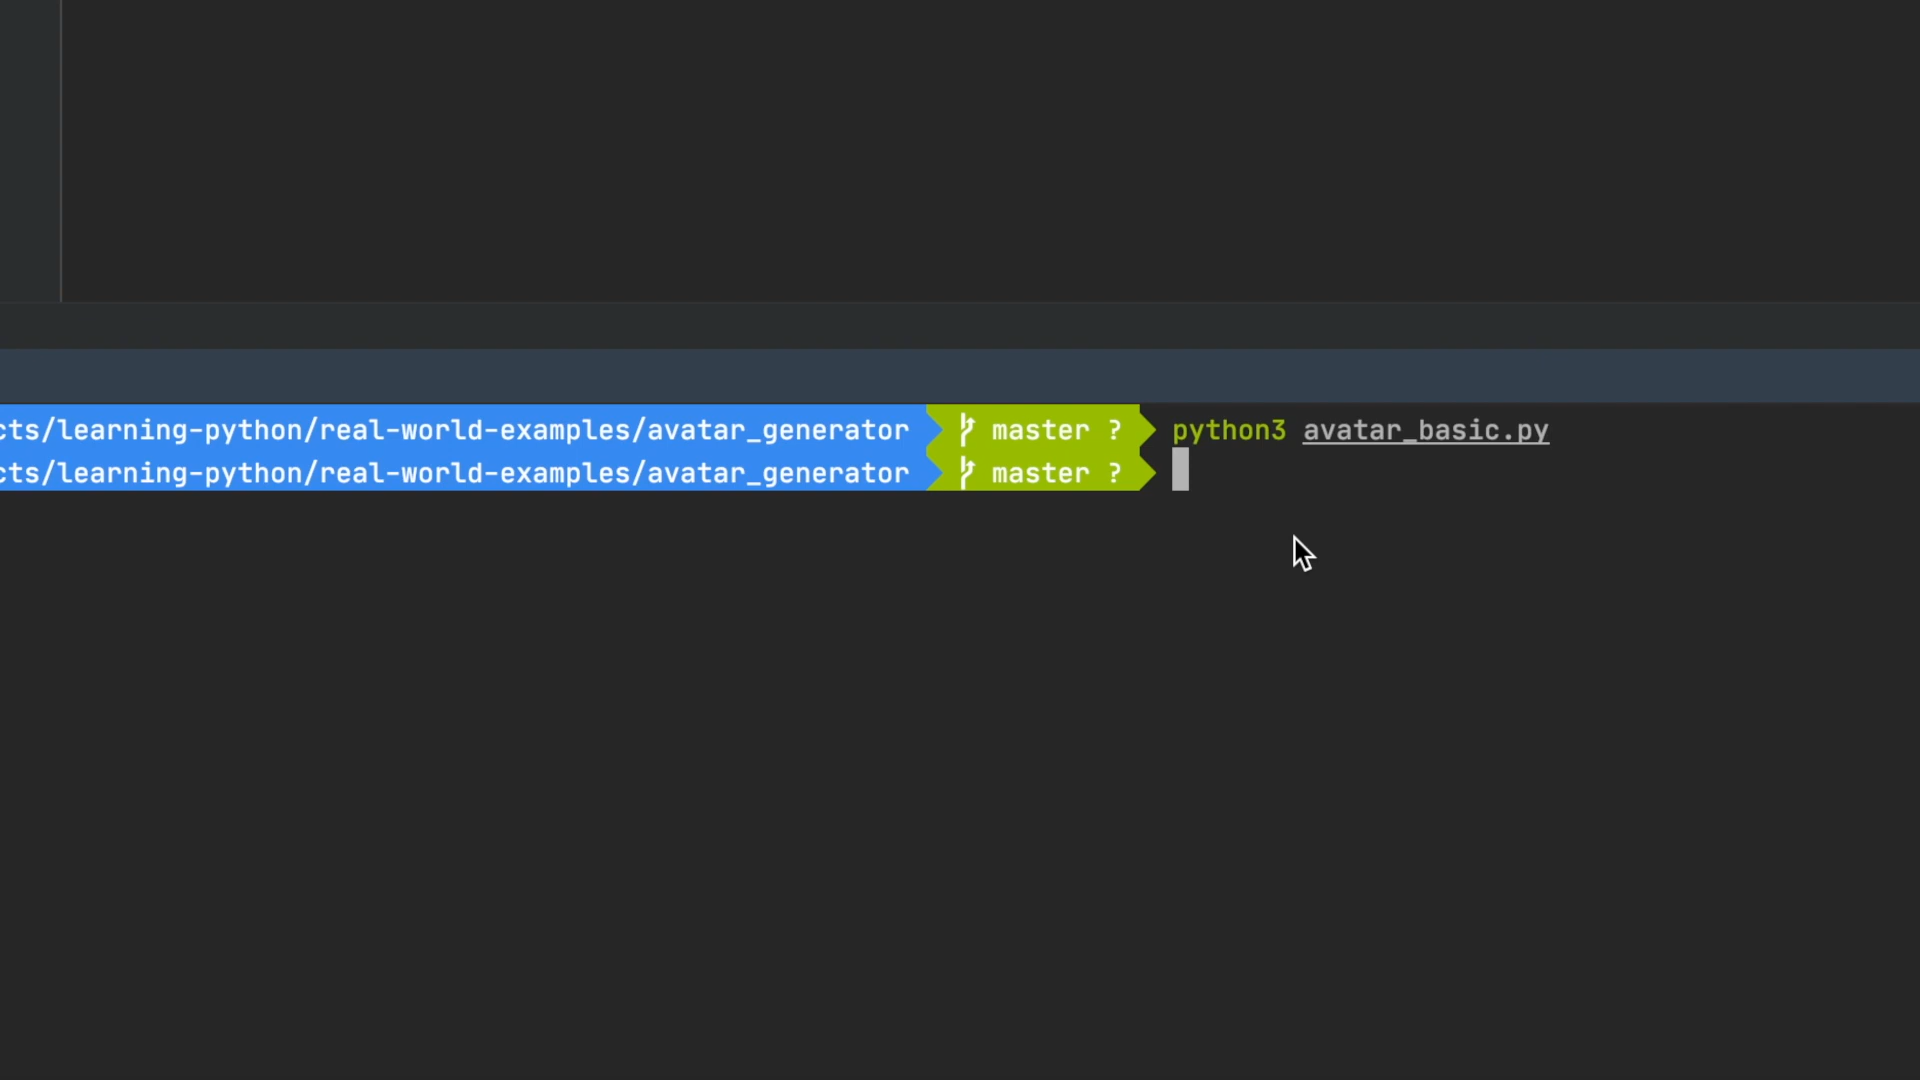 cts/learning-python/real-world-examples/avatar_generator master ? python3 avatar_basic.py
cts/learning-python/real-world-examples/avatar_generator master ?